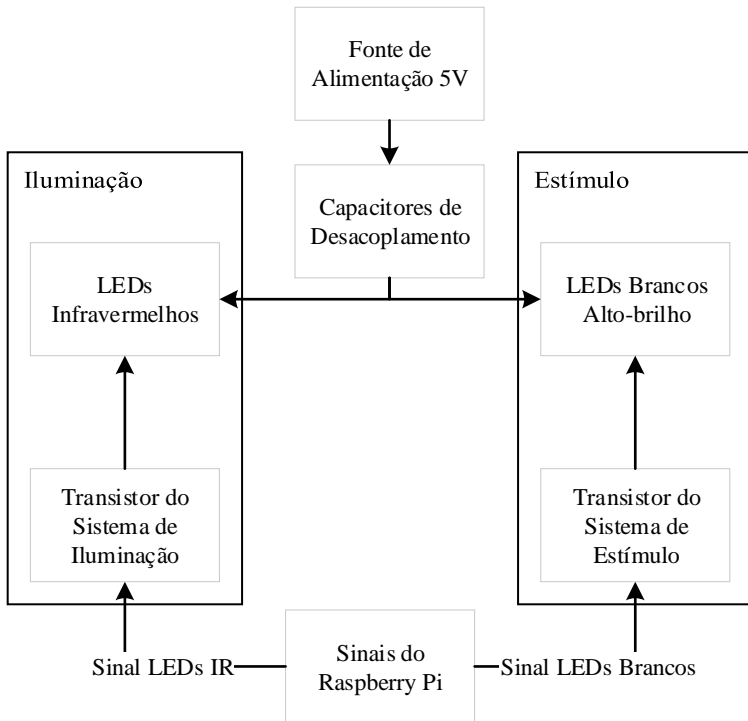 Fonte de
Alimentação 5V
Iluminação
Estímulo
Capacitores de
Desacoplamento
LEDs
Infravermelhos
LEDs Brancos
Alto-brilho
Transistor do
Sistema de
Iluminação
Transistor do
Sistema de
Estímulo
Sinal LEDs IR
Sinais do
Raspberry Pi
Sinal LEDs Brancos